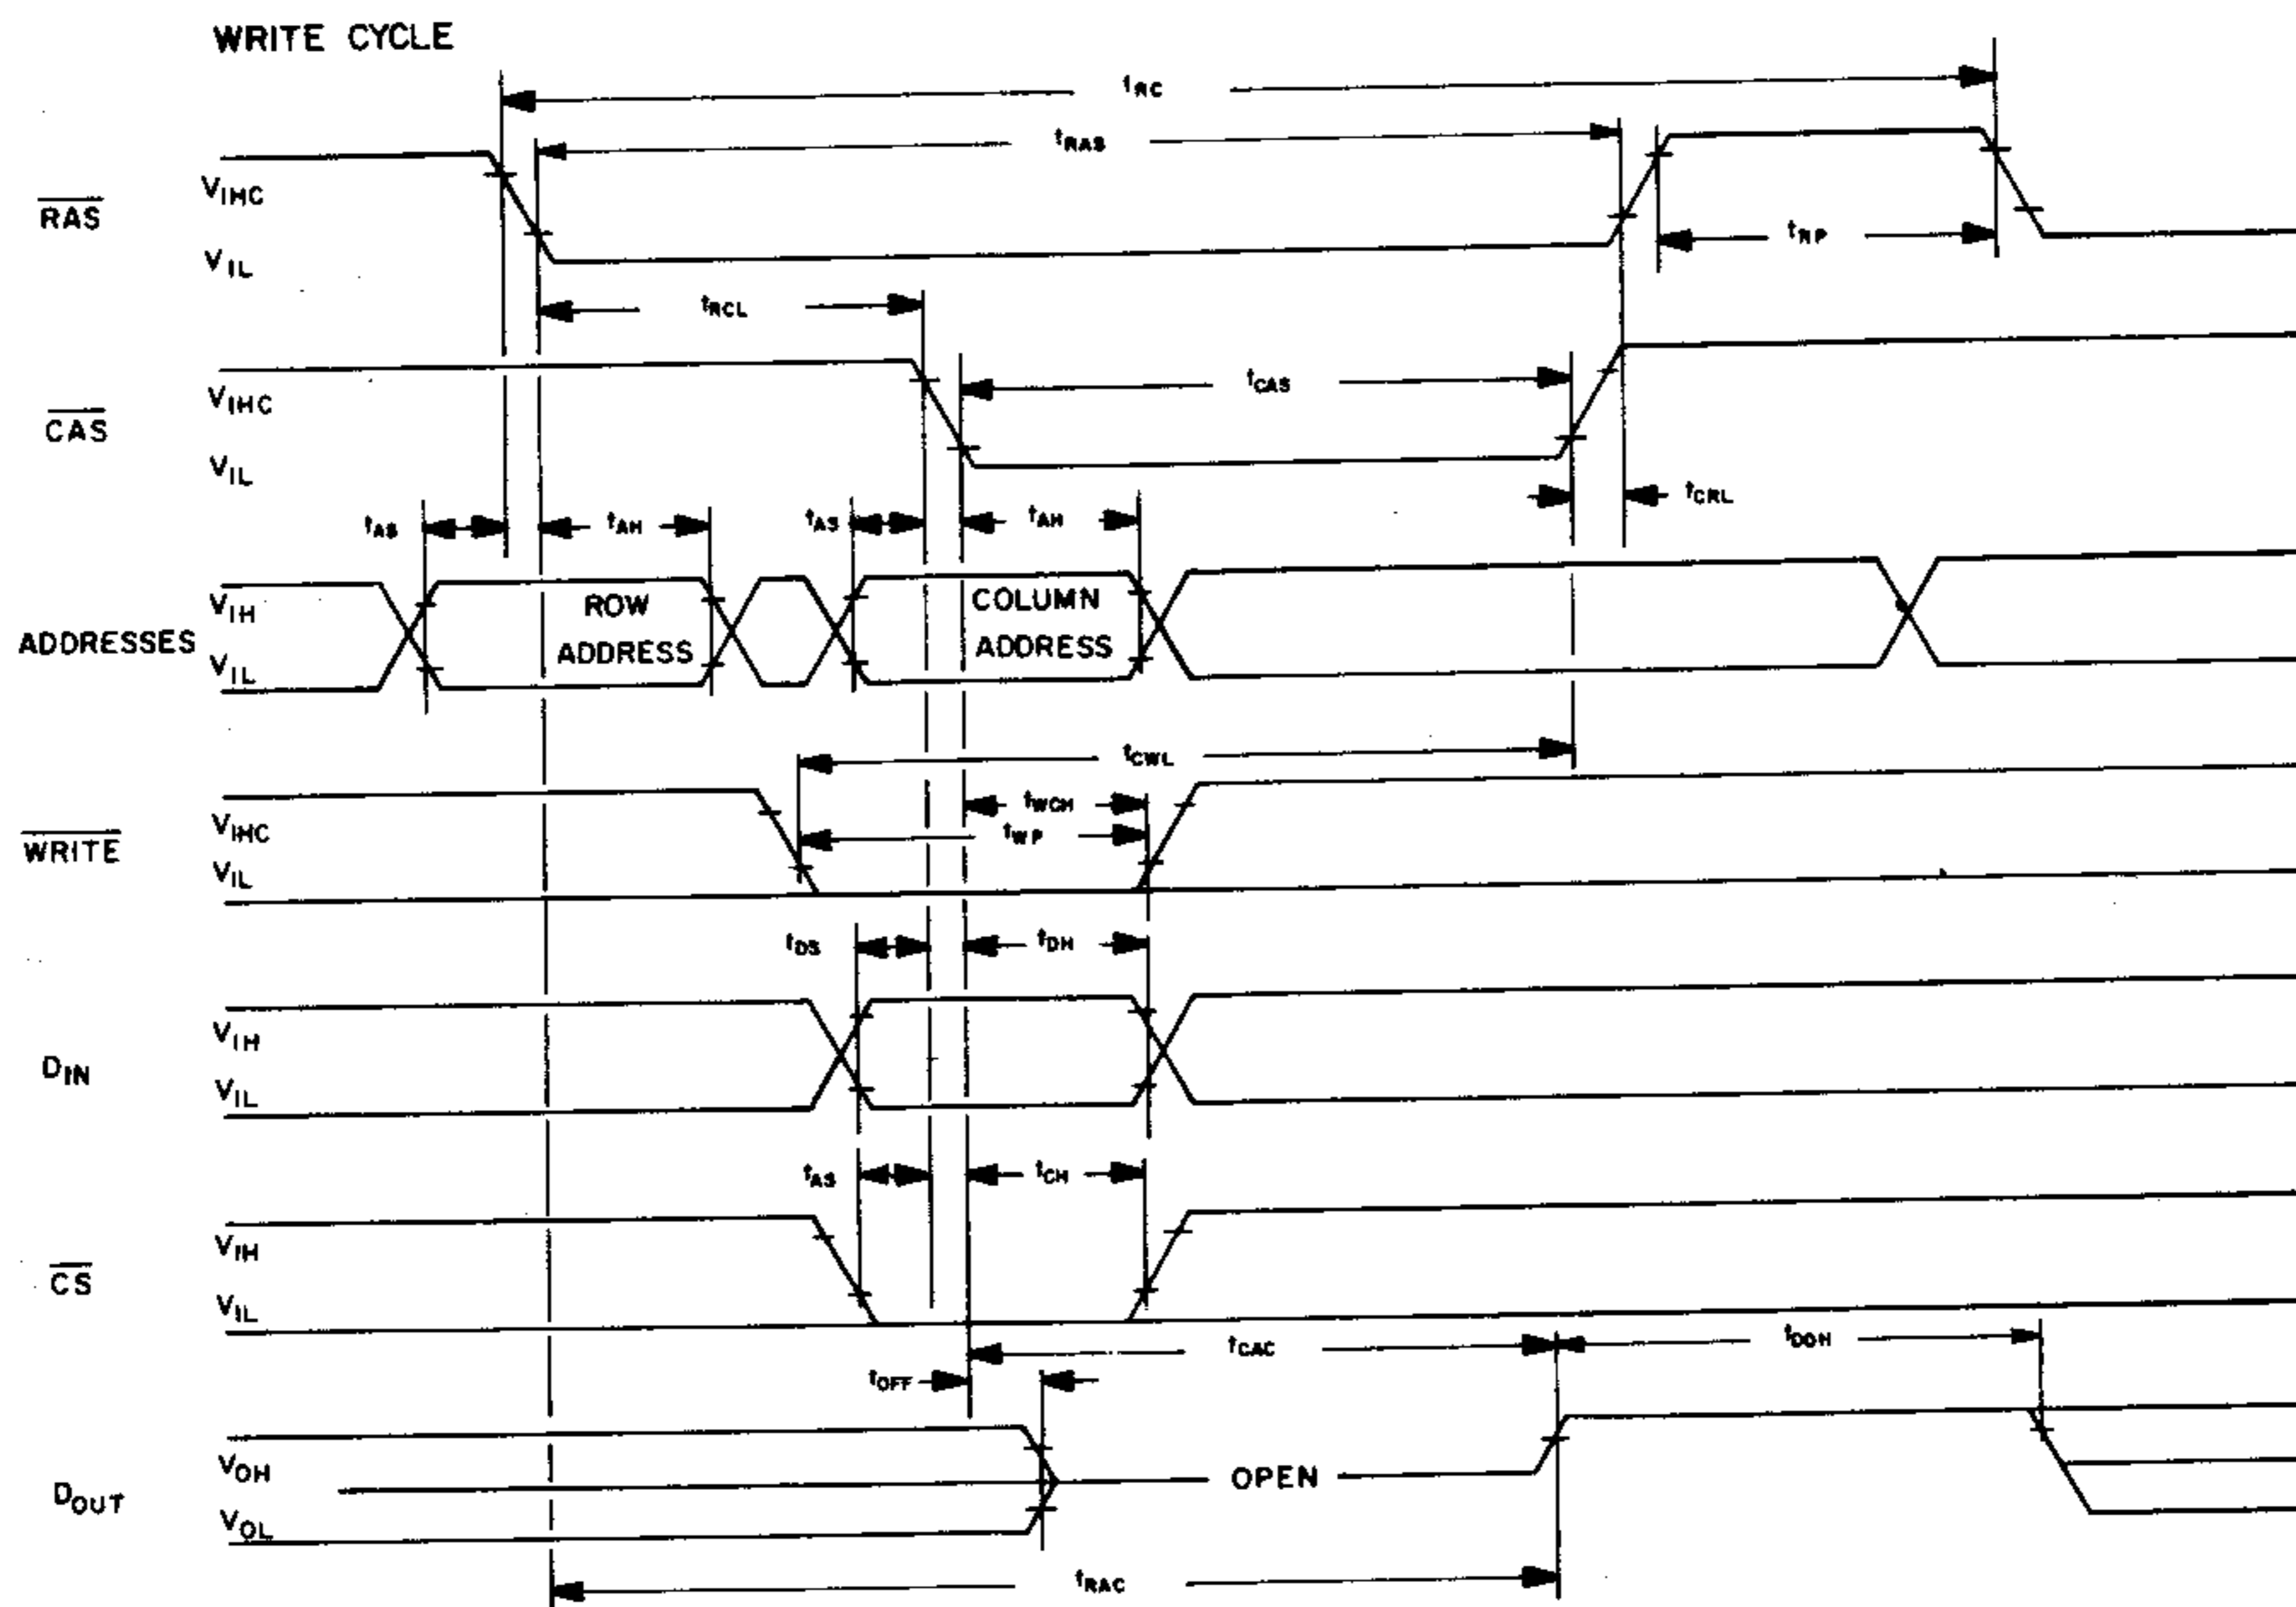 WRITE CYCLE
tRC
tRAS
VIHC
RAS
VIL
tRP
tRCL
VIHC
CAS
VIL
tCAS
tCRL
tAS
tAH
tAS
tAH
VIH
ADDRESSES
VIL
ROW
ADDRESS
COLUMN
ADDRESS
tCWL
tWCH
tWP
VIHC
WRITE
VIL
tDS
tDH
VIH
DIN
VIL
tAS
tCH
VIH
CS
VIL
tCAC
tDOH
tOFF
VOH
OPEN
DOUT
VOL
tRAC